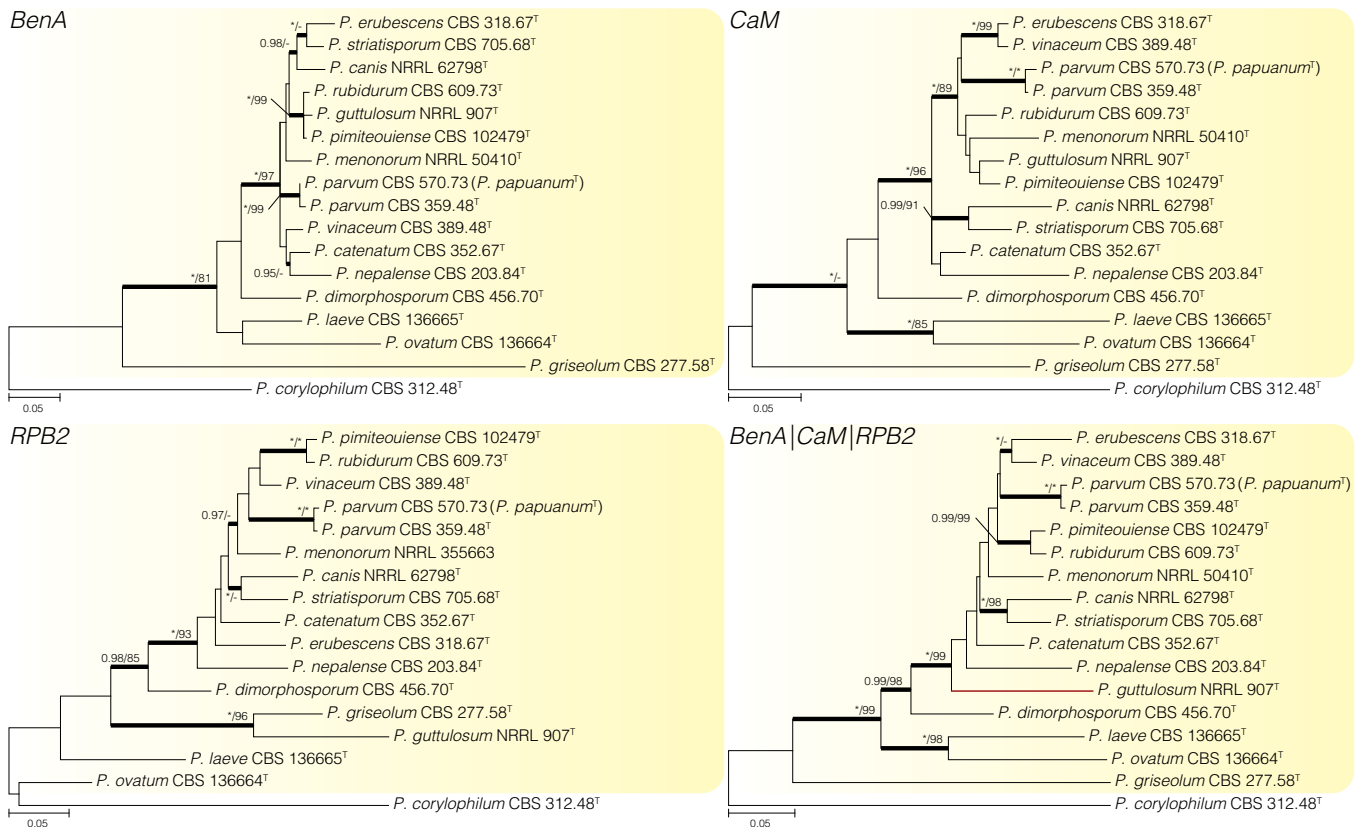 BenA
*/-
P. erubescens CBS 318.67ᵀ
P. striatisporum CBS 705.68ᵀ
0.98/-
P. canis NRRL 62798ᵀ
P. rubidurum CBS 609.73ᵀ
*/99
P. guttulosum NRRL 907ᵀ
P. pimiteouiense CBS 102479ᵀ
P. menonorum NRRL 50410ᵀ
*/97
P. parvum CBS 570.73 (P. papuanumᵀ)
P. parvum CBS 359.48ᵀ
*/99
P. vinaceum CBS 389.48ᵀ
P. catenatum CBS 352.67ᵀ
0.95/-
P. nepalense CBS 203.84ᵀ
*/81
P. dimorphosporum CBS 456.70ᵀ
P. laeve CBS 136665ᵀ
P. ovatum CBS 136664ᵀ
P. griseolum CBS 277.58ᵀ
P. corylophilum CBS 312.48ᵀ
0.05
CaM
*/99
P. erubescens CBS 318.67ᵀ
P. vinaceum CBS 389.48ᵀ
*/*
P. parvum CBS 570.73 (P. papuanumᵀ)
P. parvum CBS 359.48ᵀ
*/89
P. rubidurum CBS 609.73ᵀ
P. menonorum NRRL 50410ᵀ
P. guttulosum NRRL 907ᵀ
P. pimiteouiense CBS 102479ᵀ
*/96
0.99/91
P. canis NRRL 62798ᵀ
P. striatisporum CBS 705.68ᵀ
P. catenatum CBS 352.67ᵀ
P. nepalense CBS 203.84ᵀ
*/-
P. dimorphosporum CBS 456.70ᵀ
*/85
P. laeve CBS 136665ᵀ
P. ovatum CBS 136664ᵀ
P. griseolum CBS 277.58ᵀ
P. corylophilum CBS 312.48ᵀ
0.05
RPB2
*/*
P. pimiteouiense CBS 102479ᵀ
P. rubidurum CBS 609.73ᵀ
P. vinaceum CBS 389.48ᵀ
*/*
P. parvum CBS 570.73 (P. papuanumᵀ)
0.97/-
P. parvum CBS 359.48ᵀ
P. menonorum NRRL 355663
P. canis NRRL 62798ᵀ
*/-
P. striatisporum CBS 705.68ᵀ
P. catenatum CBS 352.67ᵀ
*/93
P. erubescens CBS 318.67ᵀ
0.98/85
P. nepalense CBS 203.84ᵀ
P. dimorphosporum CBS 456.70ᵀ
*/96
P. griseolum CBS 277.58ᵀ
P. guttulosum NRRL 907ᵀ
P. laeve CBS 136665ᵀ
P. ovatum CBS 136664ᵀ
P. corylophilum CBS 312.48ᵀ
0.05
BenA|CaM|RPB2
*/-
P. erubescens CBS 318.67ᵀ
P. vinaceum CBS 389.48ᵀ
*/*
P. parvum CBS 570.73 (P. papuanumᵀ)
P. parvum CBS 359.48ᵀ
0.99/99
P. pimiteouiense CBS 102479ᵀ
P. rubidurum CBS 609.73ᵀ
P. menonorum NRRL 50410ᵀ
*/98
P. canis NRRL 62798ᵀ
P. striatisporum CBS 705.68ᵀ
P. catenatum CBS 352.67ᵀ
*/99
P. nepalense CBS 203.84ᵀ
0.99/98
P. guttulosum NRRL 907ᵀ
*/99
P. dimorphosporum CBS 456.70ᵀ
*/98
P. laeve CBS 136665ᵀ
P. ovatum CBS 136664ᵀ
P. griseolum CBS 277.58ᵀ
P. corylophilum CBS 312.48ᵀ
0.05